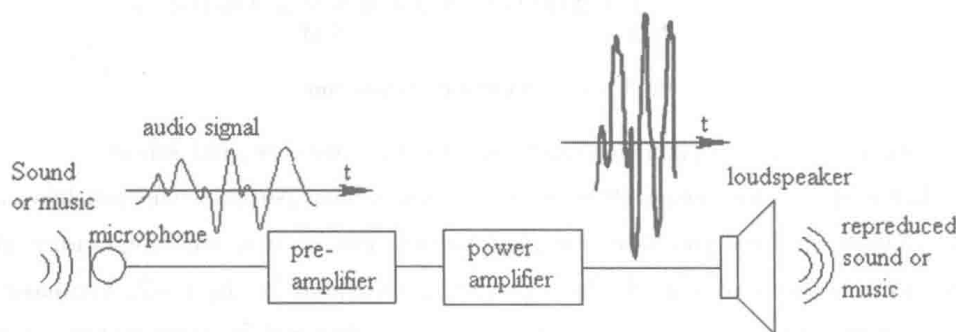 audio signal
t
t
Sound
or music
microphone
pre-
amplifier
power
amplifier
loudspeaker
repreduced
sound or
music